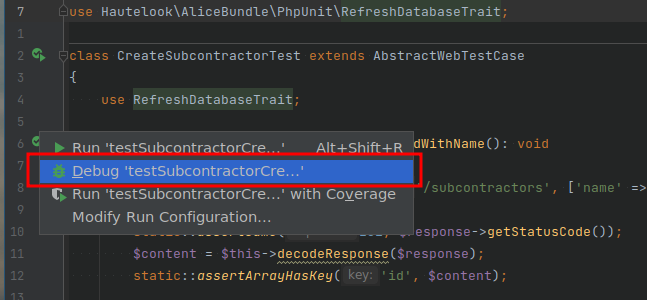 7 use Hautelook\AliceBundle\PhpUnit\RefreshDatabaseTrait;
1
2 class CreateSubcontractorTest extends AbstractWebTestCase
3 {
4 use RefreshDatabaseTrait;
5
6 dWithName(): void
Run 'testSubcontractorCre...' Alt+Shift+R
7
Debug 'testSubcontractorCre...'
8 /subcontractors', ['name' =>
Run 'testSubcontractorCre...' with Coverage
Modify Run Configuration...
10 $response->getStatusCode());
11 $content = $this->decodeResponse($response);
12 static::assertArrayHasKey( key: 'id', $content);